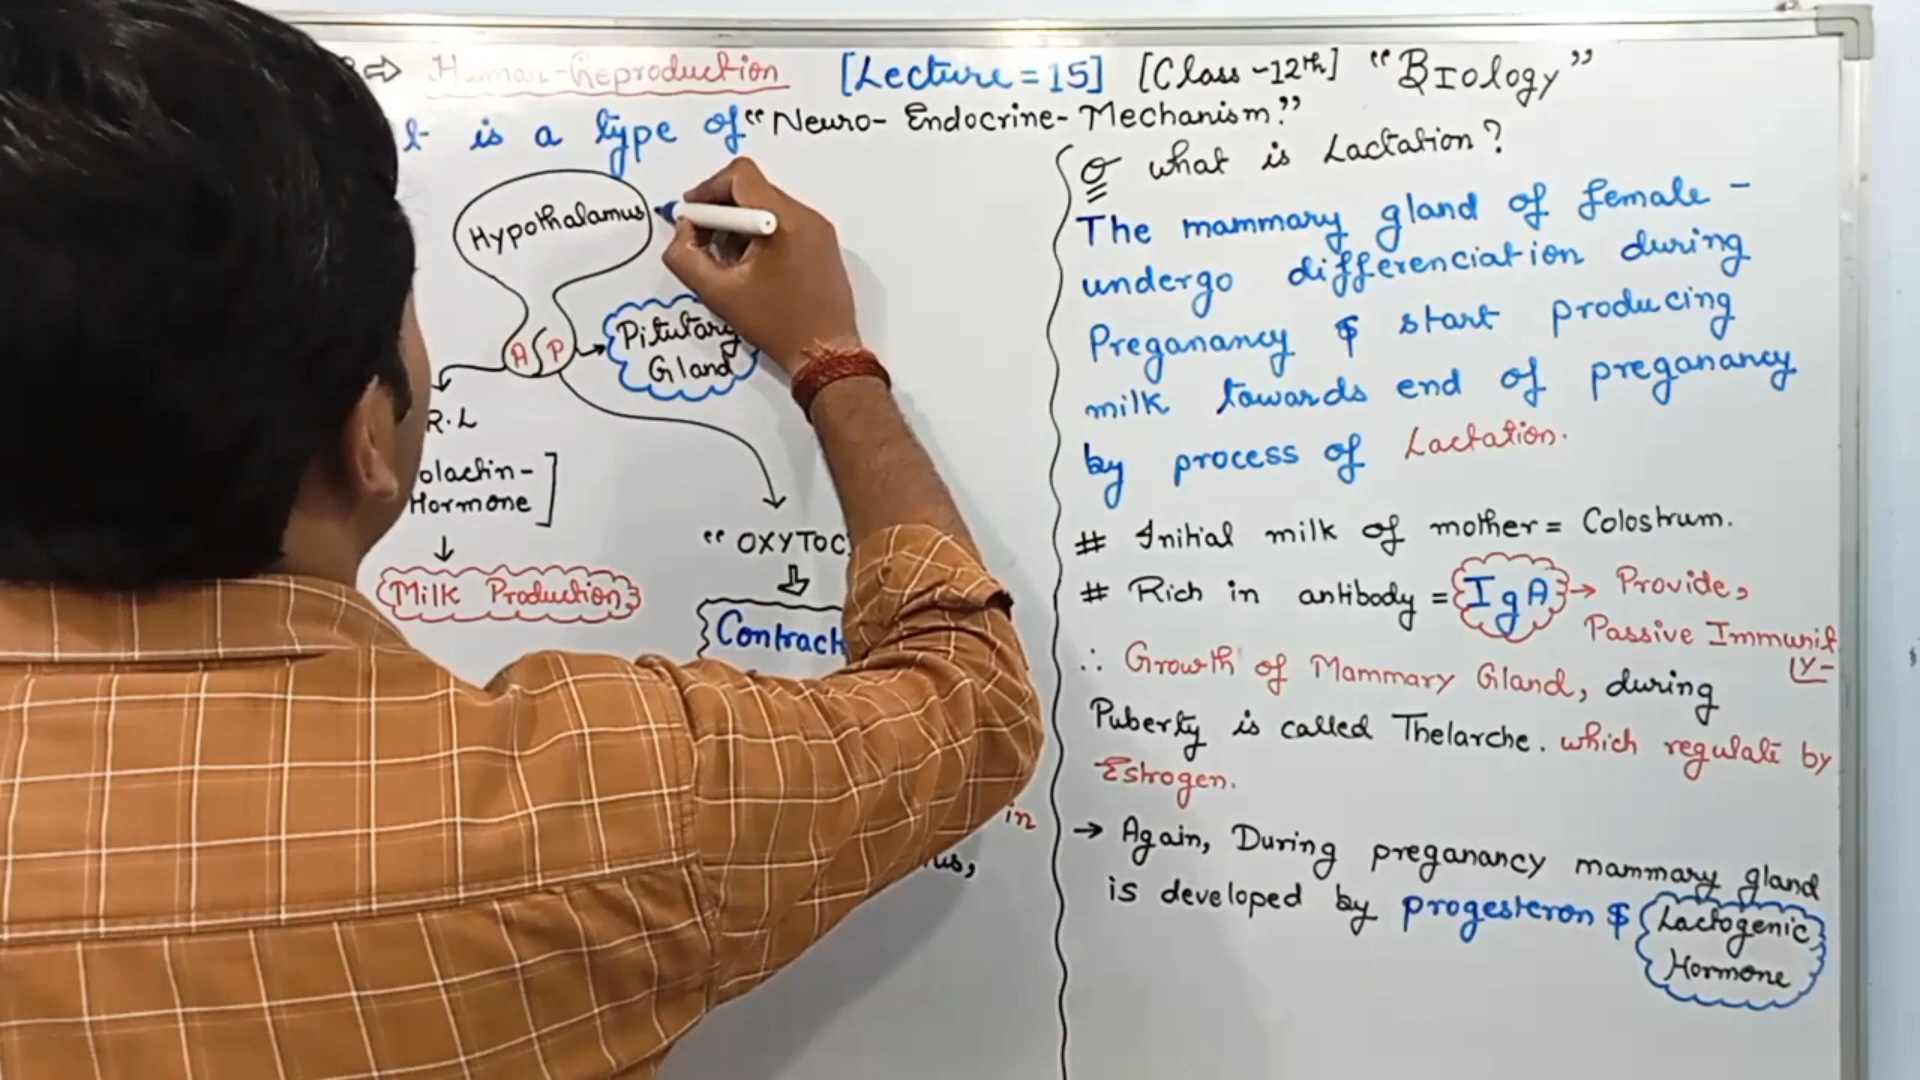 ⇒ Human-Reproduction [Lecture=15] [Class-12th] "BIology"
is a type of "Neuro-Endocrine-Mechanism."
Hypothalamus
A P → Pitutary
Gland
R.L
olactin-
Hormone]
↓
Milk Production
"OXYTOC
⇩
Contract
in
us,
Q what is Lactation?
The mammary gland of female-
undergo differenciation during
Preganancy $ start producing
milk towards end of preganancy
by process of Lactation.
# Initial milk of mother = Colostrum.
# Rich in antibody = IgA → Provide,
Passive Immunit
y-
∴ Growth of Mammary Gland, during
Puberty is called Thelarche. which regulate by
Estrogen.
→ Again, During preganancy mammary gland
is developed by progesteron $ Lactogenic
Hormone